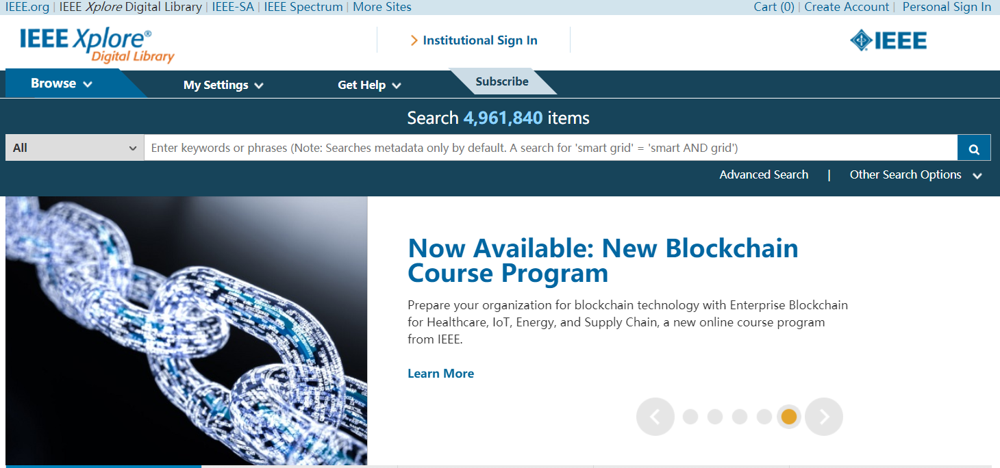 IEEE.org | IEEE Xplore Digital Library | IEEE-SA | IEEE Spectrum | More Sites
Cart (0) | Create Account | Personal Sign In
IEEE Xplore®
Digital Library
Institutional Sign In
IEEE
Browse
My Settings
Get Help
Subscribe
Search 4,961,840 items
All
Enter keywords or phrases (Note: Searches metadata only by default. A search for 'smart grid' = 'smart AND grid')
Advanced Search | Other Search Options
Now Available: New Blockchain
Course Program
Prepare your organization for blockchain technology with Enterprise Blockchain
for Healthcare, IoT, Energy, and Supply Chain, a new online course program
from IEEE.
Learn More